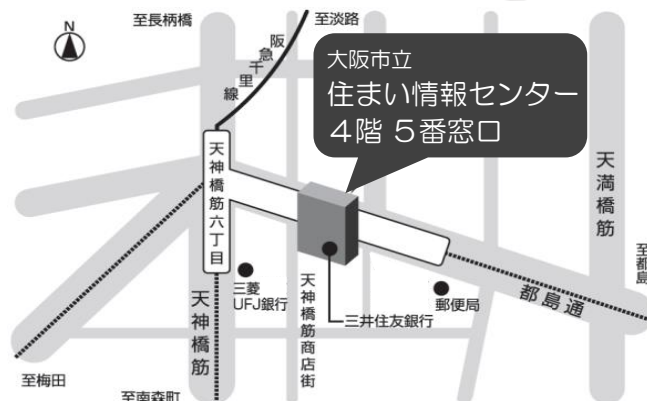 N
至長柄橋
至淡路
阪急千里線
大阪市立
住まい情報センター
4階 5番窓口
天神橋筋六丁目
天満橋筋
至都島
三菱
UFJ銀行
天神橋筋
天神橋筋商店街
三井住友銀行
郵便局
都島通
至梅田
至南森町